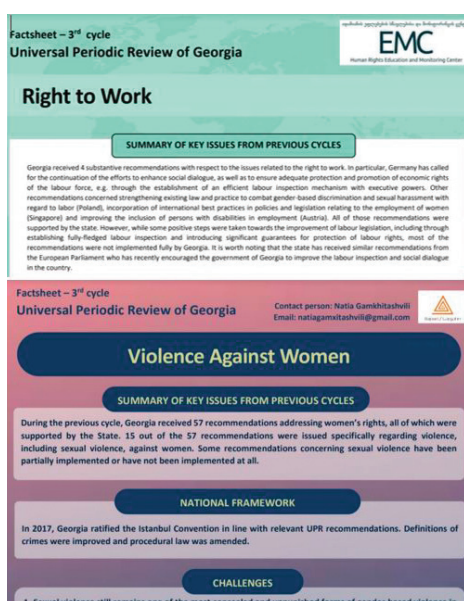 Factsheet – 3rd cycle
Universal Periodic Review of Georgia
EMC
Human Rights Education and Monitoring Center
Right to Work
SUMMARY OF KEY ISSUES FROM PREVIOUS CYCLES
Georgia received 4 substantive recommendations with respect to the issues related to the right to work. In particular, Germany has called
for the continuation of the efforts to enhance social dialogue, as well as to ensure adequate protection and promotion of economic rights
of the labour force, e.g. through the establishment of an efficient labour inspection mechanism with executive powers. Other
recommendations concerned strengthening existing law and practice to combat gender-based discrimination and sexual harassment with
regard to labor (Poland), incorporation of international best practices in policies and legislation relating to the employment of women
(Singapore) and improving the inclusion of persons with disabilities in employment (Austria). All of those recommendations were
supported by the state. However, while some positive steps were taken towards the improvement of labour legislation, including through
establishing fully-fledged labour inspection and introducing significant guarantees for protection of labour rights, most of the
recommendations were not implemented fully by Georgia. It is worth noting that the state has received similar recommendations from
the European Parliament who has recently encouraged the government of Georgia to improve the labour inspection and social dialogue
in the country.
Factsheet – 3rd cycle
Universal Periodic Review of Georgia
Contact person: Natia Gamkhitashvili
Email: natiagamxitashvili@gmail.com
Violence Against Women
SUMMARY OF KEY ISSUES FROM PREVIOUS CYCLES
During the previous cycle, Georgia received 57 recommendations addressing women's rights, all of which were
supported by the State. 15 out of the 57 recommendations were issued specifically regarding violence,
including sexual violence, against women. Some recommendations concerning sexual violence have been
partially implemented or have not been implemented at all.
NATIONAL FRAMEWORK
In 2017, Georgia ratified the Istanbul Convention in line with relevant UPR recommendations. Definitions of
crimes were improved and procedural law was amended.
CHALLENGES